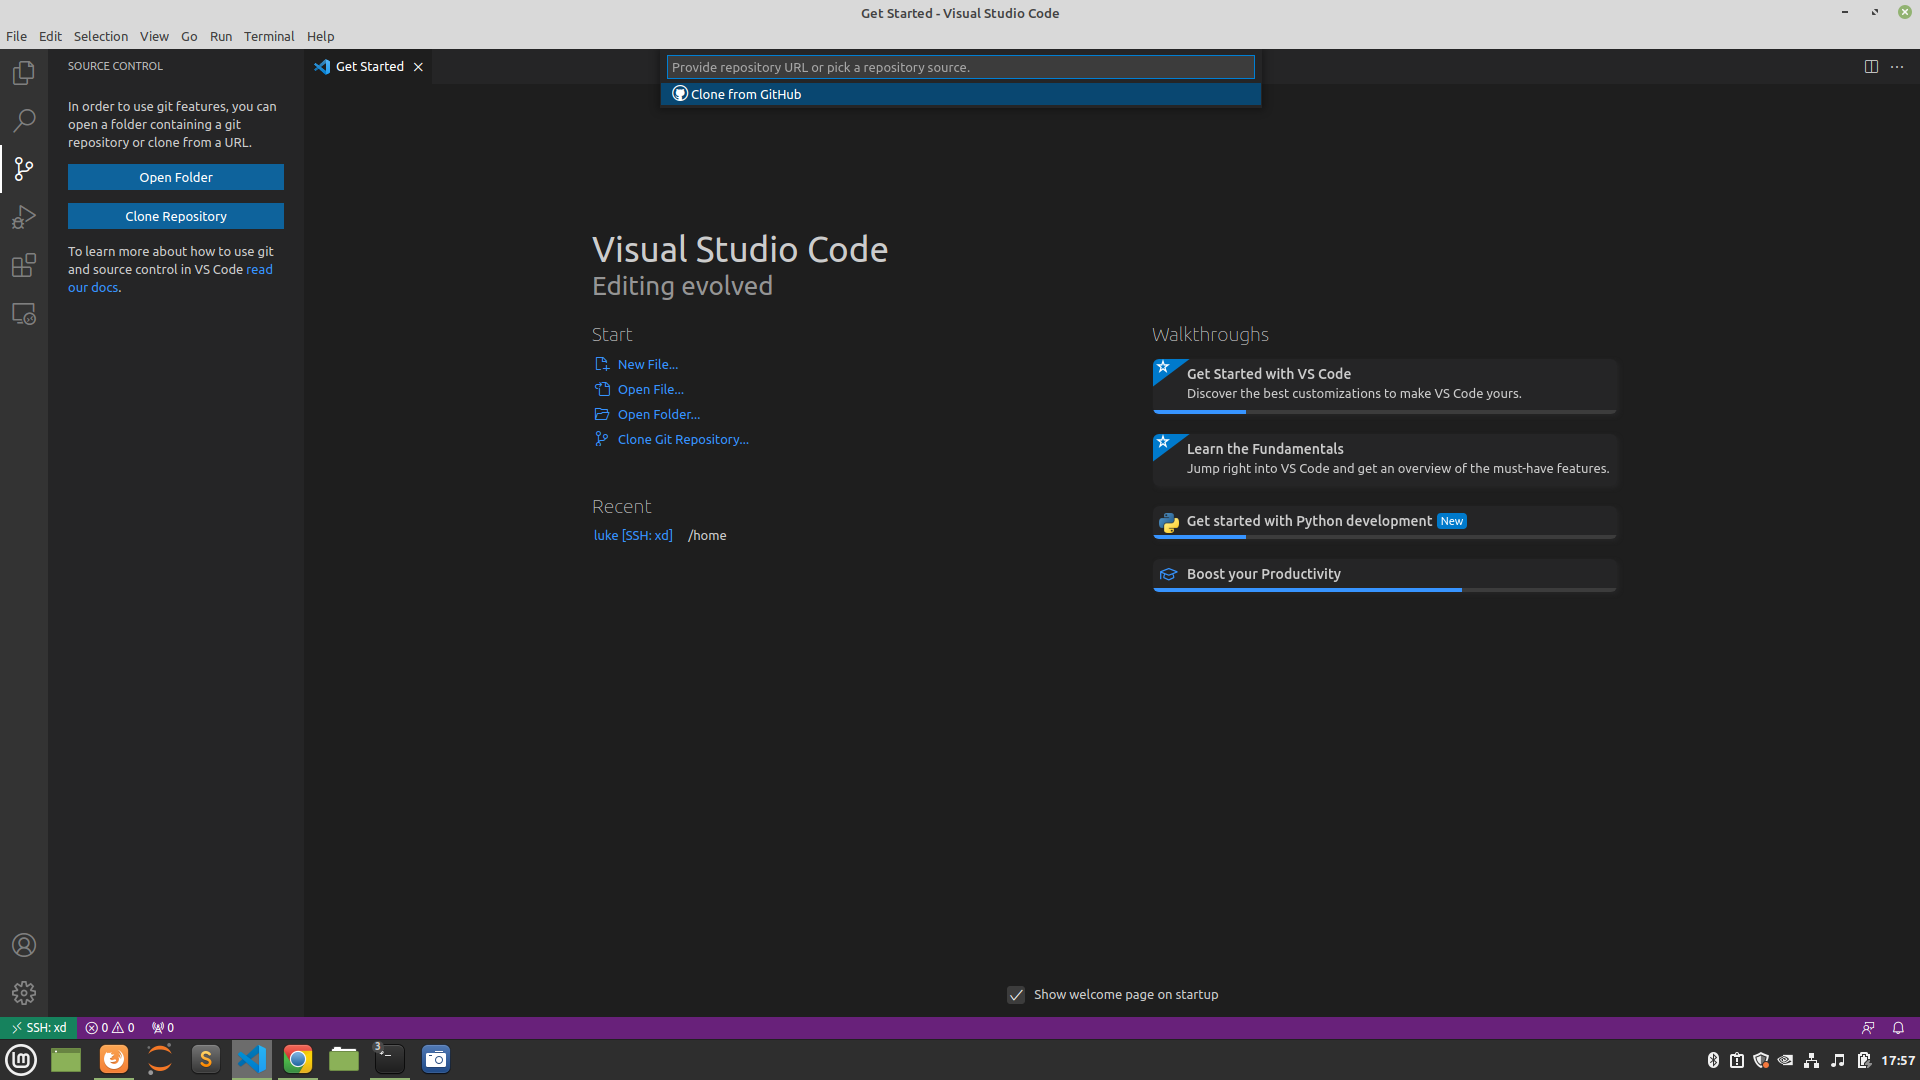 Get Started - Visual Studio Code
File Edit Selection View Go Run Terminal Help
SOURCE CONTROL
In order to use git features, you can
open a folder containing a git
repository or clone from a URL.
Open Folder
Clone Repository
To learn more about how to use git
and source control in VS Code read
our docs.
Get Started
Provide repository URL or pick a repository source.
Clone from GitHub
Visual Studio Code
Editing evolved
Start
New File...
Open File...
Open Folder...
Clone Git Repository...
Recent
luke [SSH: xd] /home
Walkthroughs
Get Started with VS Code
Discover the best customizations to make VS Code yours.
Learn the Fundamentals
Jump right into VS Code and get an overview of the must-have features.
Get started with Python development New
Boost your Productivity
Show welcome page on startup
SSH: xd 0 0 0
lm S 3 17:57